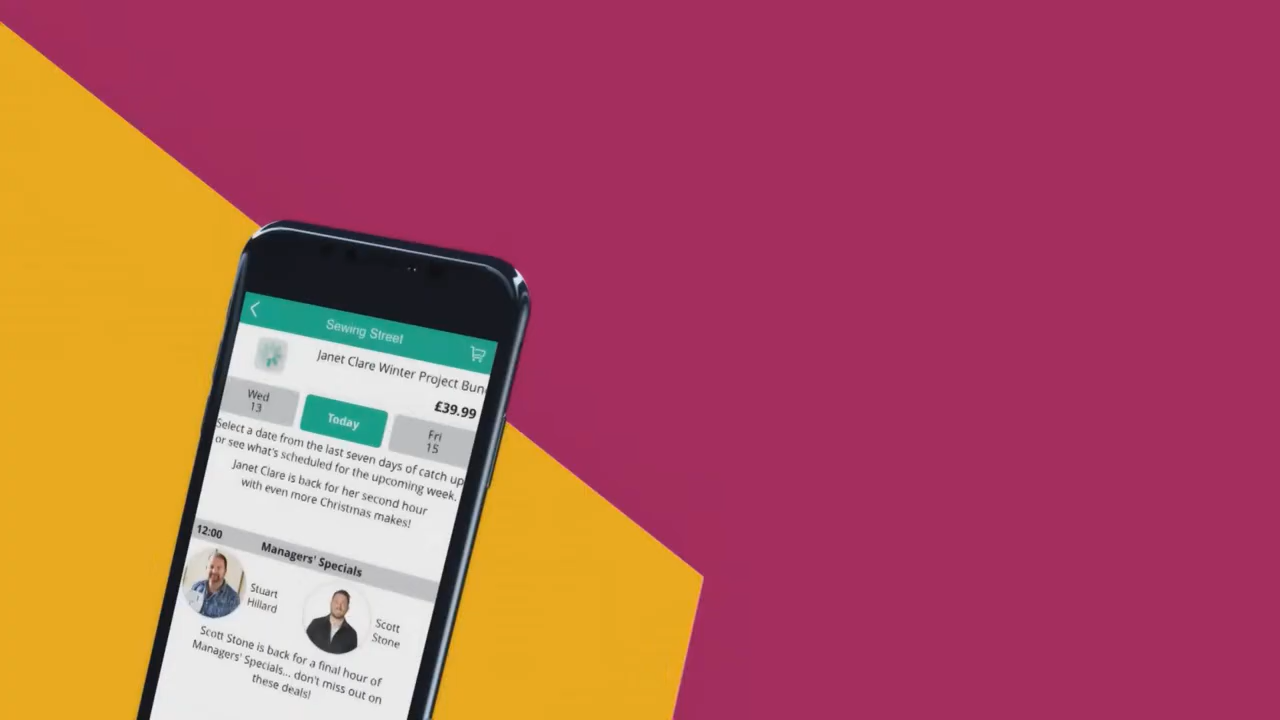 Sewing Street
Janet Clare Winter Project Bun
£39.99
Wed
13
Today
Fri
15
Select a date from the last seven days of catch up
or see what's scheduled for the upcoming week.
Janet Clare is back for her second hour
with even more Christmas makes!
12:00
Managers' Specials
Stuart
Hillard
Scott
Stone
Scott Stone is back for a final hour of
Managers' Specials... don't miss out on
these deals!